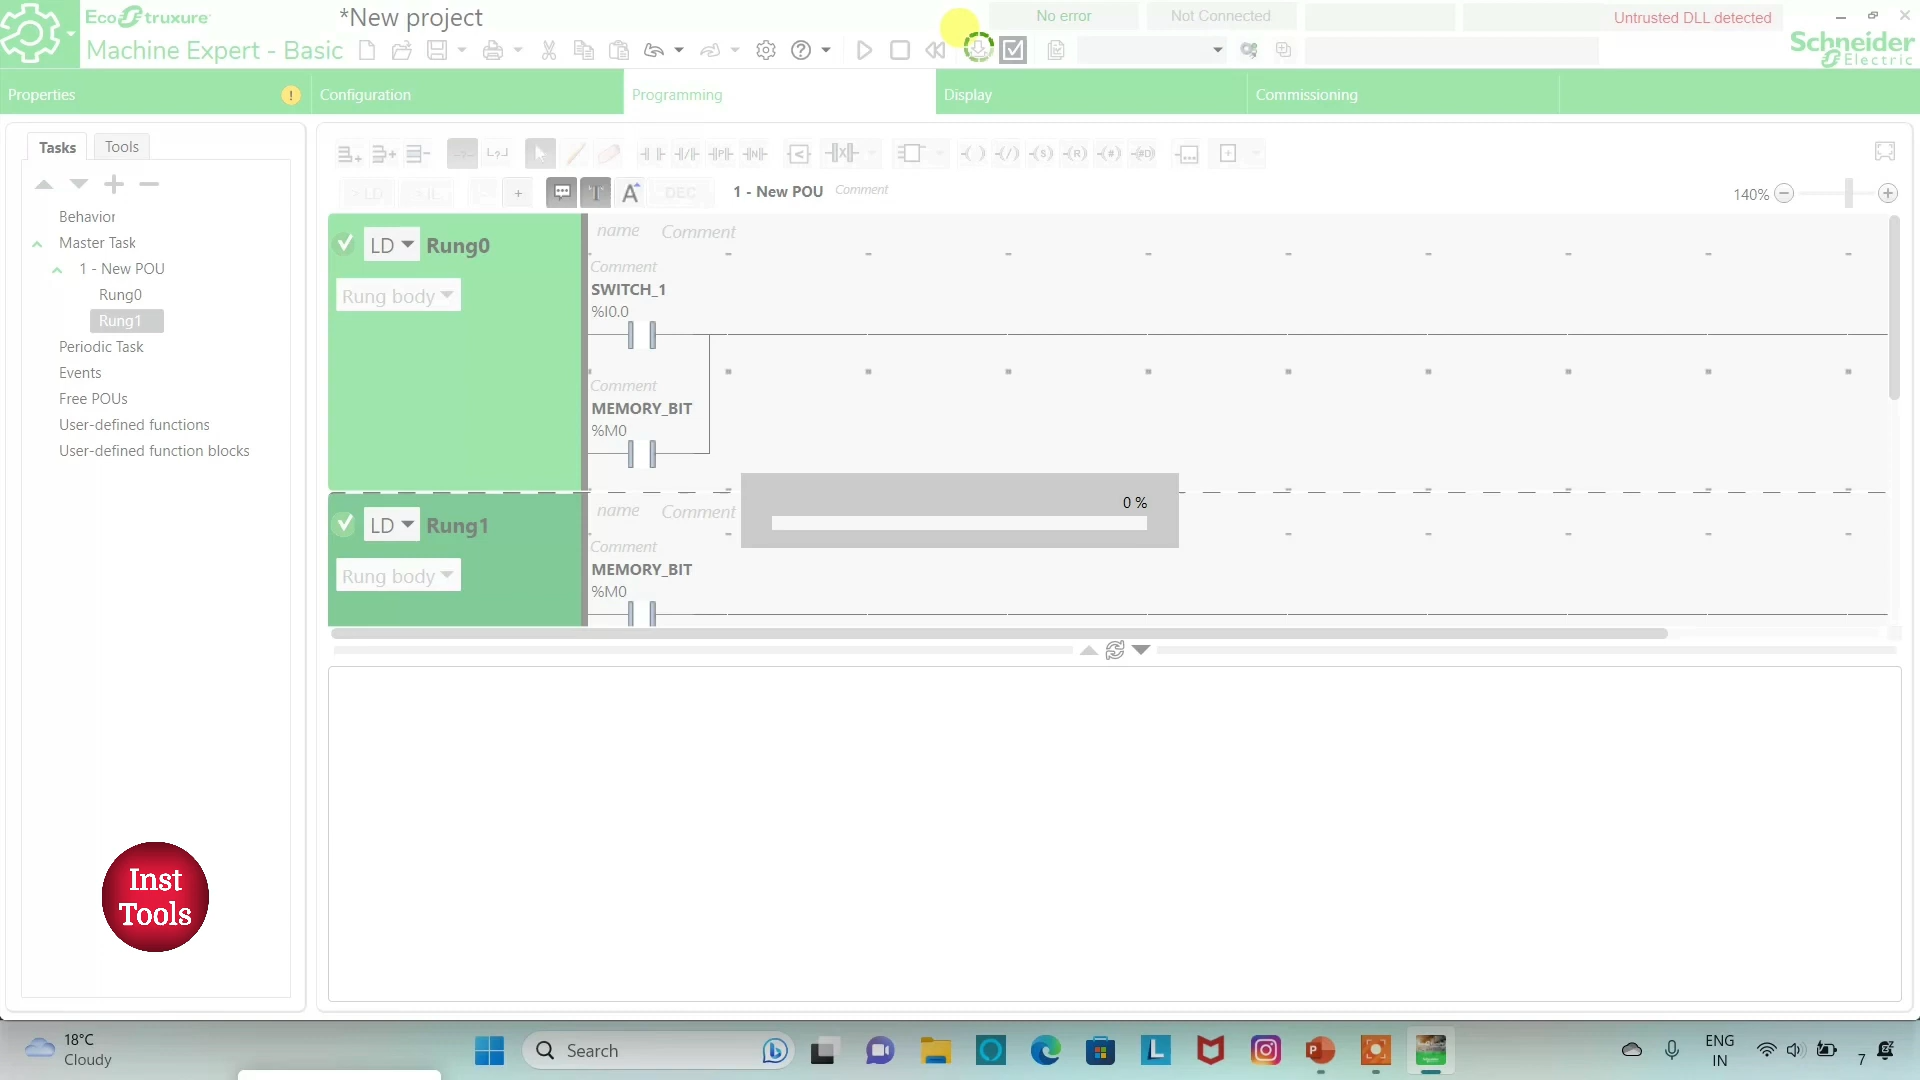 EcoStruxure
Machine Expert - Basic
*New project
No error
Not Connected
Untrusted DLL detected
Schneider
Electric
Properties
!
Configuration
Programming
Display
Commissioning
Tasks
Tools
> LD
> IL
DEC
1 - New POU
Comment
140%
Behavior
Master Task
1 - New POU
Rung0
Rung1
Periodic Task
Events
Free POUs
User-defined functions
User-defined function blocks
LD
Rung0
Rung body
name
Comment
Comment
SWITCH_1
%I0.0
Comment
MEMORY_BIT
%M0
0 %
LD
Rung1
Rung body
name
Comment
Comment
MEMORY_BIT
%M0
Inst
Tools
18°C
Cloudy
Search
ENG
IN
7